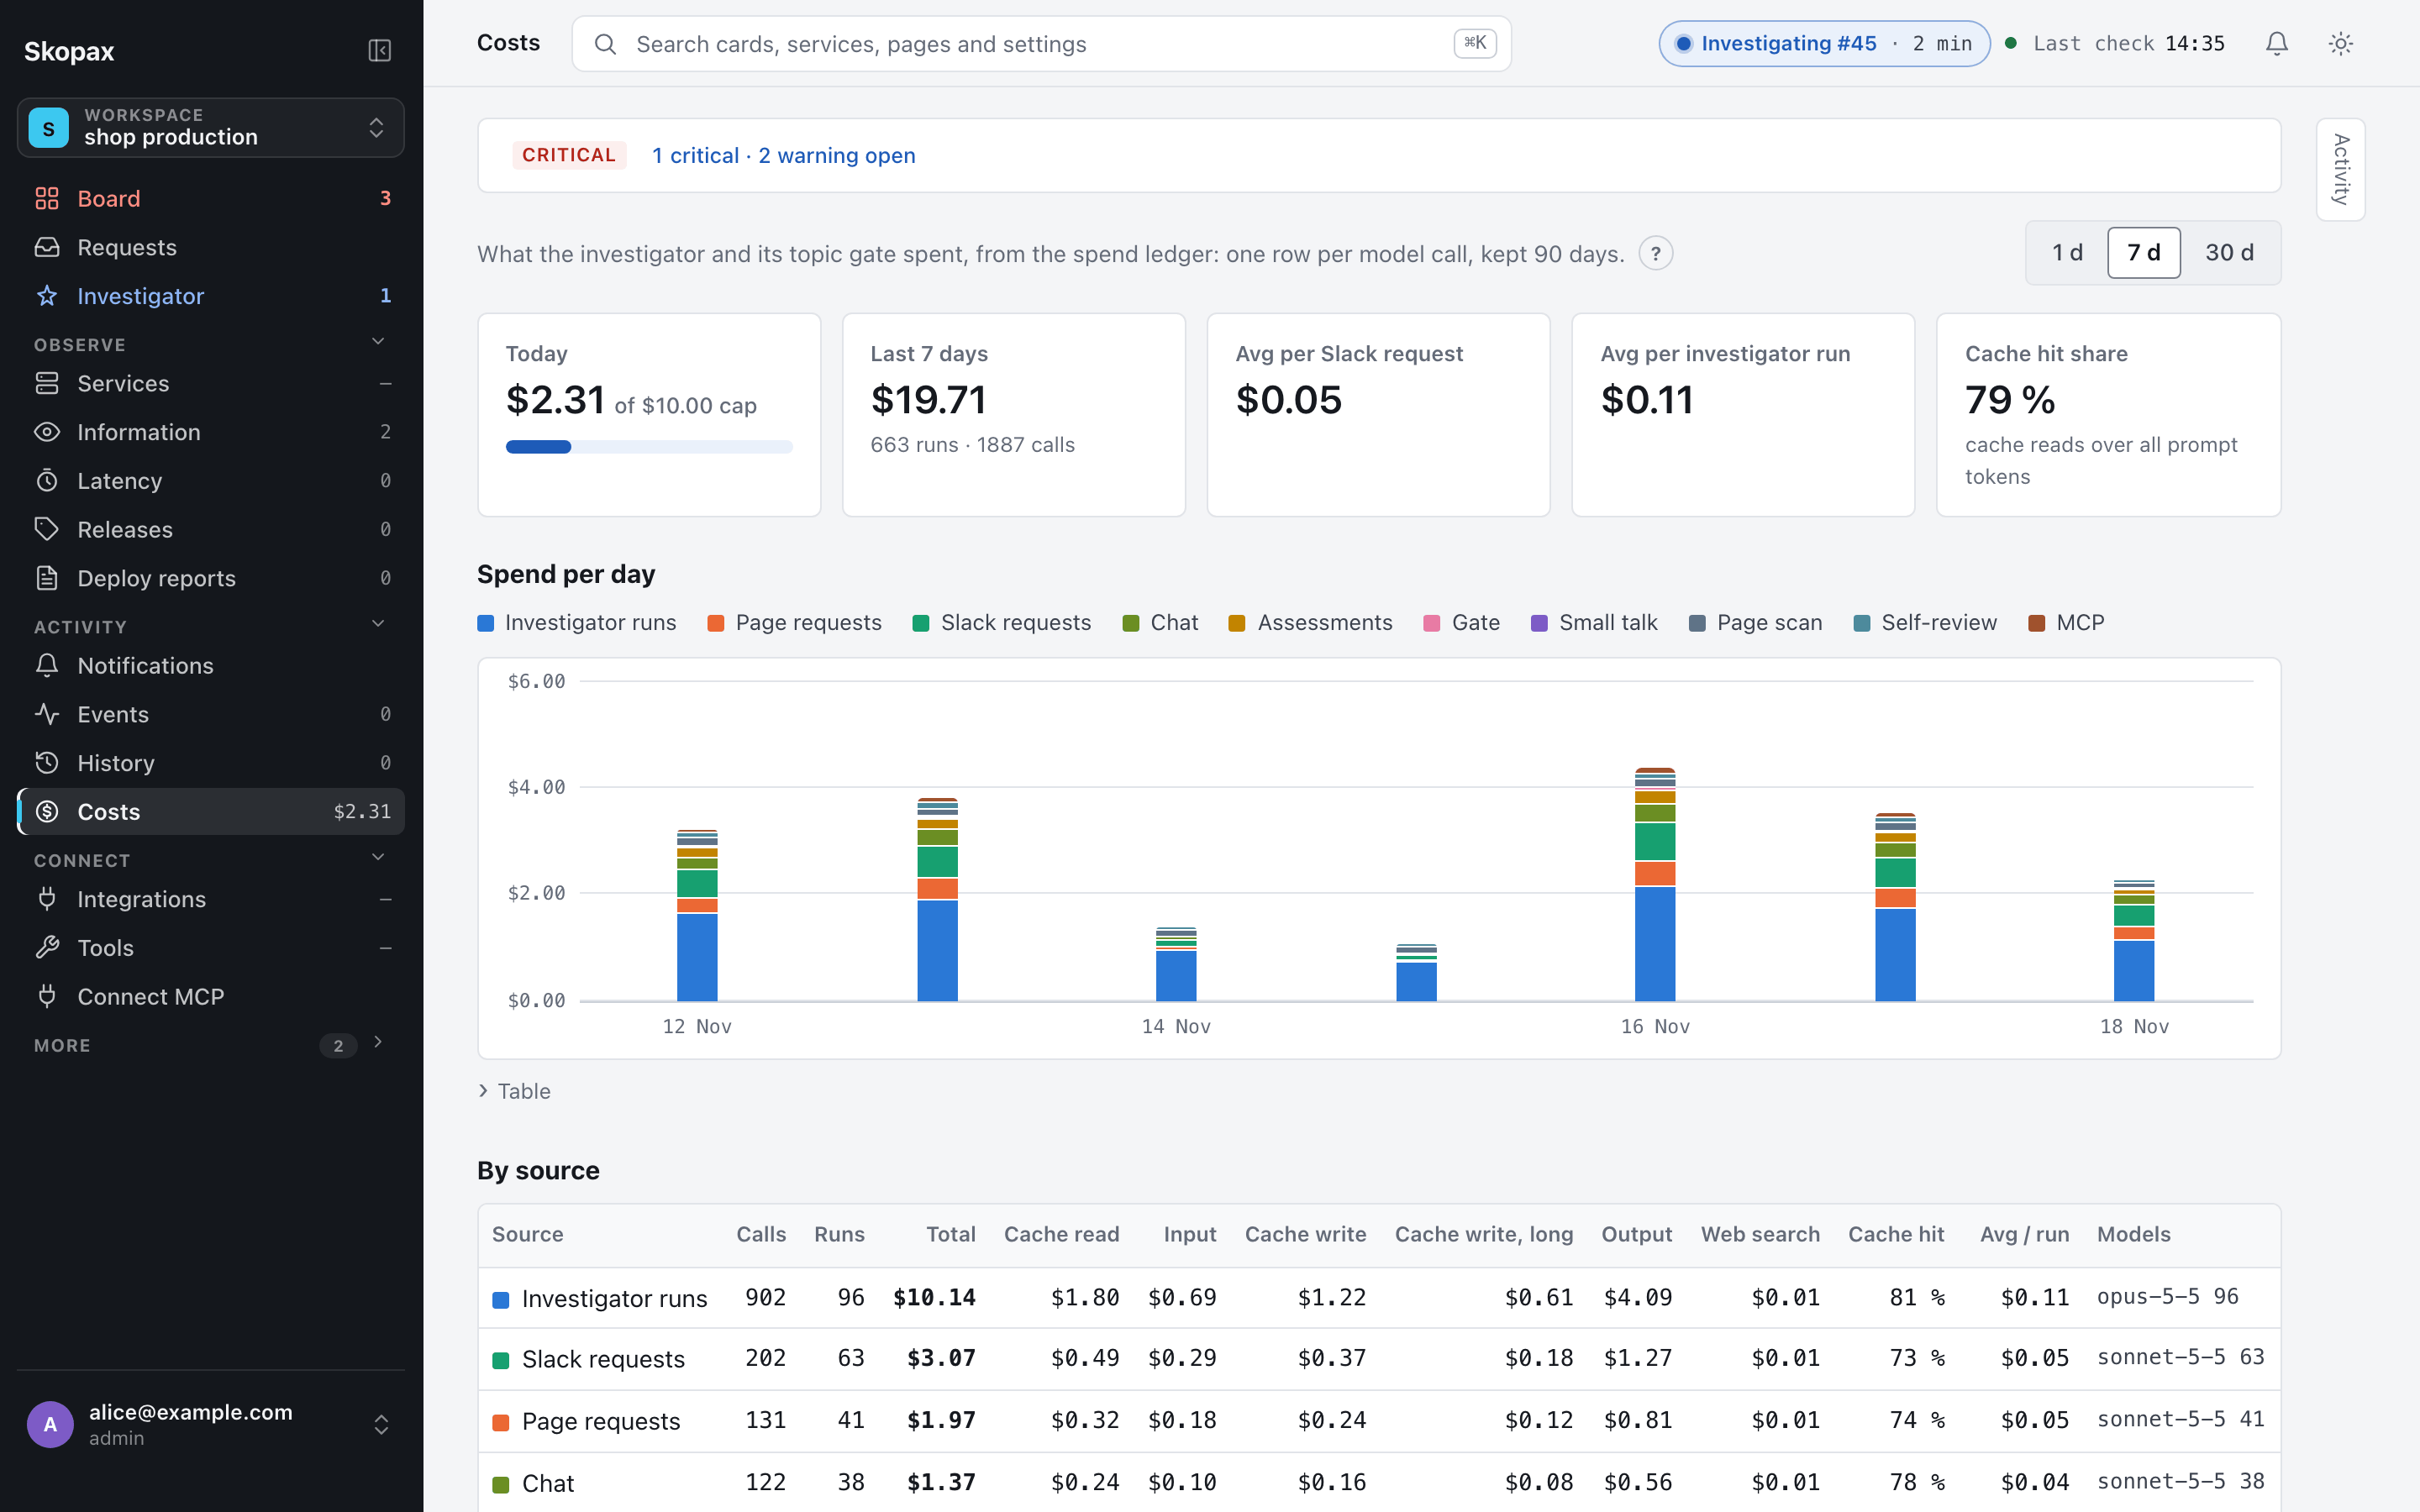 Skopax
S
WORKSPACE
shop production
Board 3
Requests
Investigator 1
OBSERVE
Services –
Information 2
Latency 0
Releases 0
Deploy reports 0
ACTIVITY
Notifications
Events 0
History 0
Costs $2.31
CONNECT
Integrations –
Tools –
Connect MCP
MORE 2
A
alice@example.com
admin
Costs
Search cards, services, pages and settings ⌘K
Investigating #45 · 2 min
Last check 14:35
CRITICAL 1 critical · 2 warning open
Activity
What the investigator and its topic gate spent, from the spend ledger: one row per model call, kept 90 days. ?
1 d 7 d 30 d
Today
$2.31 of $10.00 cap
Last 7 days
$19.71
663 runs · 1887 calls
Avg per Slack request
$0.05
Avg per investigator run
$0.11
Cache hit share
79 %
cache reads over all prompt
tokens
Spend per day
Investigator runs Page requests Slack requests Chat Assessments Gate Small talk Page scan Self-review MCP
$6.00
$4.00
$2.00
$0.00
12 Nov 14 Nov 16 Nov 18 Nov
Table
By source
Source Calls Runs Total Cache read Input Cache write Cache write, long Output Web search Cache hit Avg / run Models
Investigator runs 902 96 $10.14 $1.80 $0.69 $1.22 $0.61 $4.09 $0.01 81 % $0.11 opus-5-5 96
Slack requests 202 63 $3.07 $0.49 $0.29 $0.37 $0.18 $1.27 $0.01 73 % $0.05 sonnet-5-5 63
Page requests 131 41 $1.97 $0.32 $0.18 $0.24 $0.12 $0.81 $0.01 74 % $0.05 sonnet-5-5 41
Chat 122 38 $1.37 $0.24 $0.10 $0.16 $0.08 $0.56 $0.01 78 % $0.04 sonnet-5-5 38